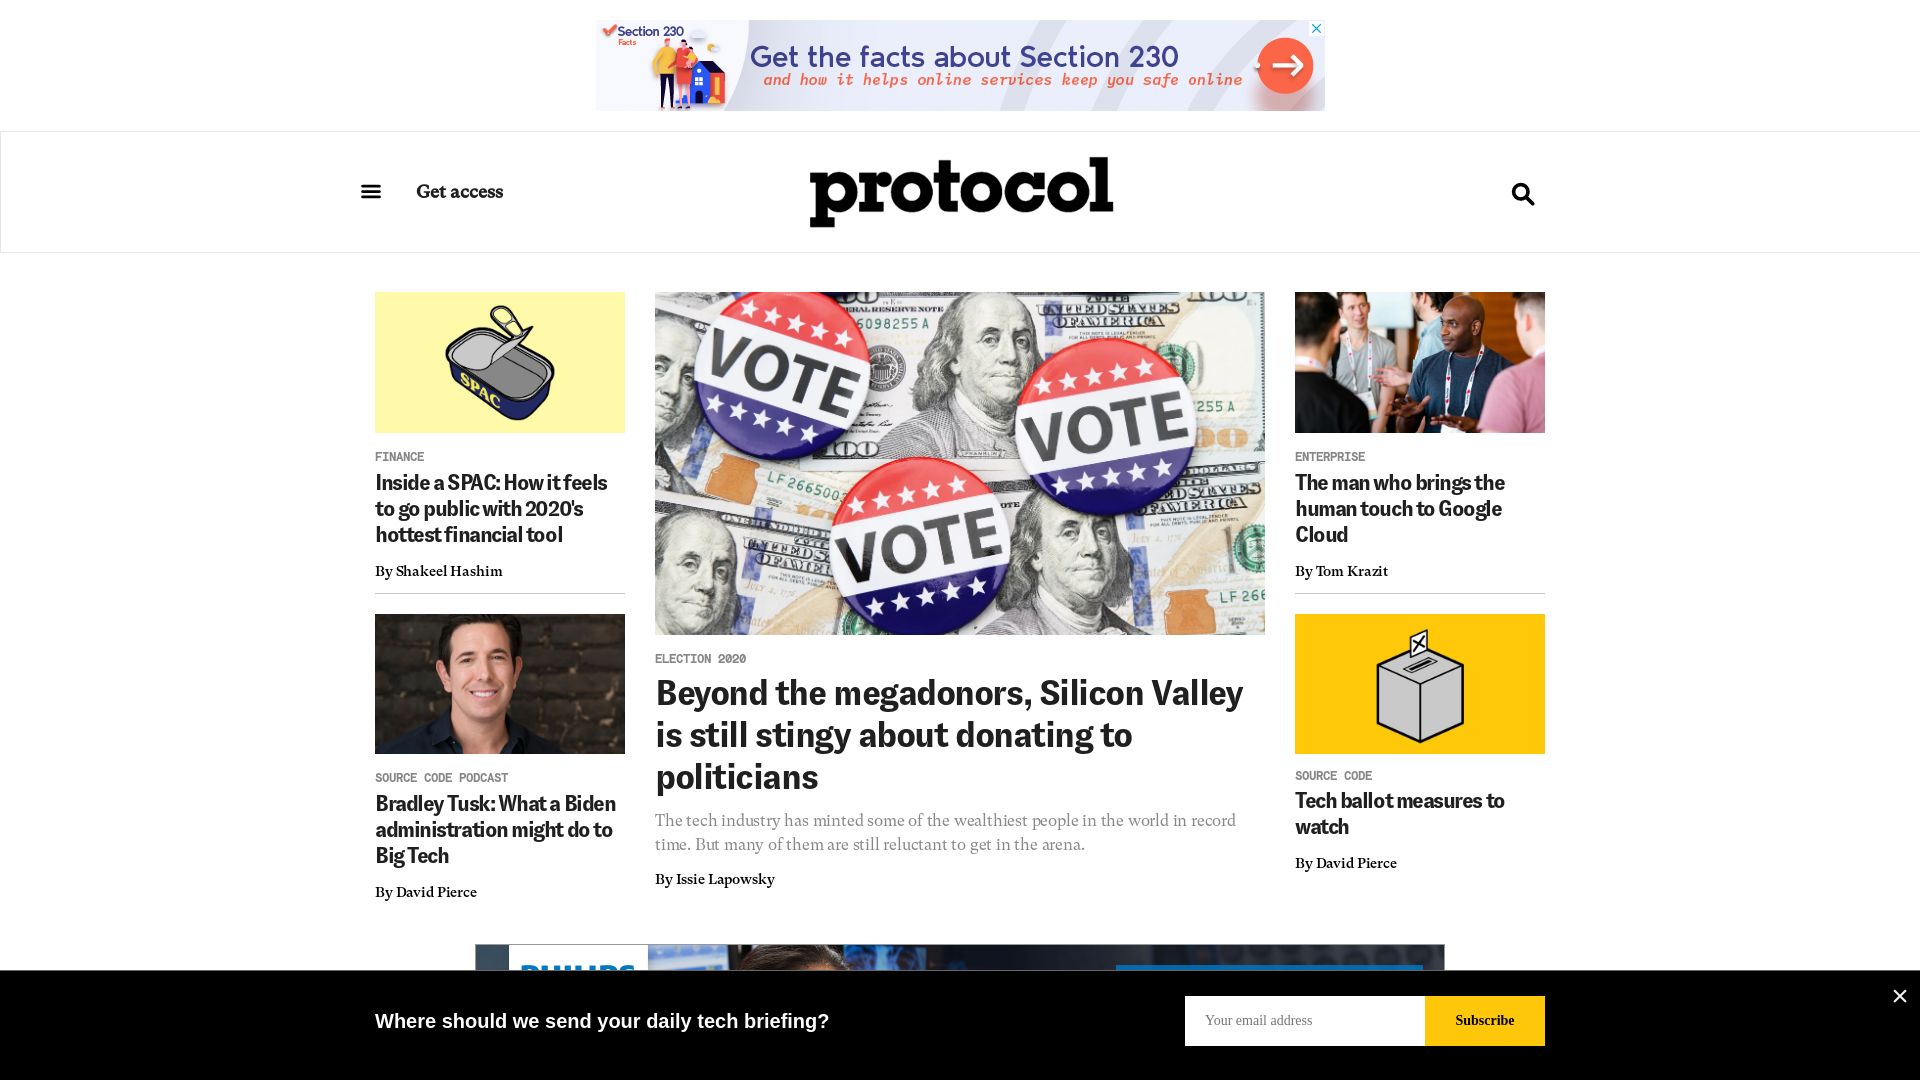 Section 230
Facts
Get the facts about Section 230
and how it helps online services keep you safe online
Get access
protocol
SPAC
FINANCE
Inside a SPAC: How it feels
to go public with 2020's
hottest financial tool
By Shakeel Hashim
SOURCE CODE PODCAST
Bradley Tusk: What a Biden
administration might do to
Big Tech
By David Pierce
VOTE
VOTE
VOTE
ELECTION 2020
Beyond the megadonors, Silicon Valley
is still stingy about donating to
politicians
The tech industry has minted some of the wealthiest people in the world in record
time. But many of them are still reluctant to get in the arena.
By Issie Lapowsky
ENTERPRISE
The man who brings the
human touch to Google
Cloud
By Tom Krazit
SOURCE CODE
Tech ballot measures to
watch
By David Pierce
Where should we send your daily tech briefing?
Your email address
Subscribe